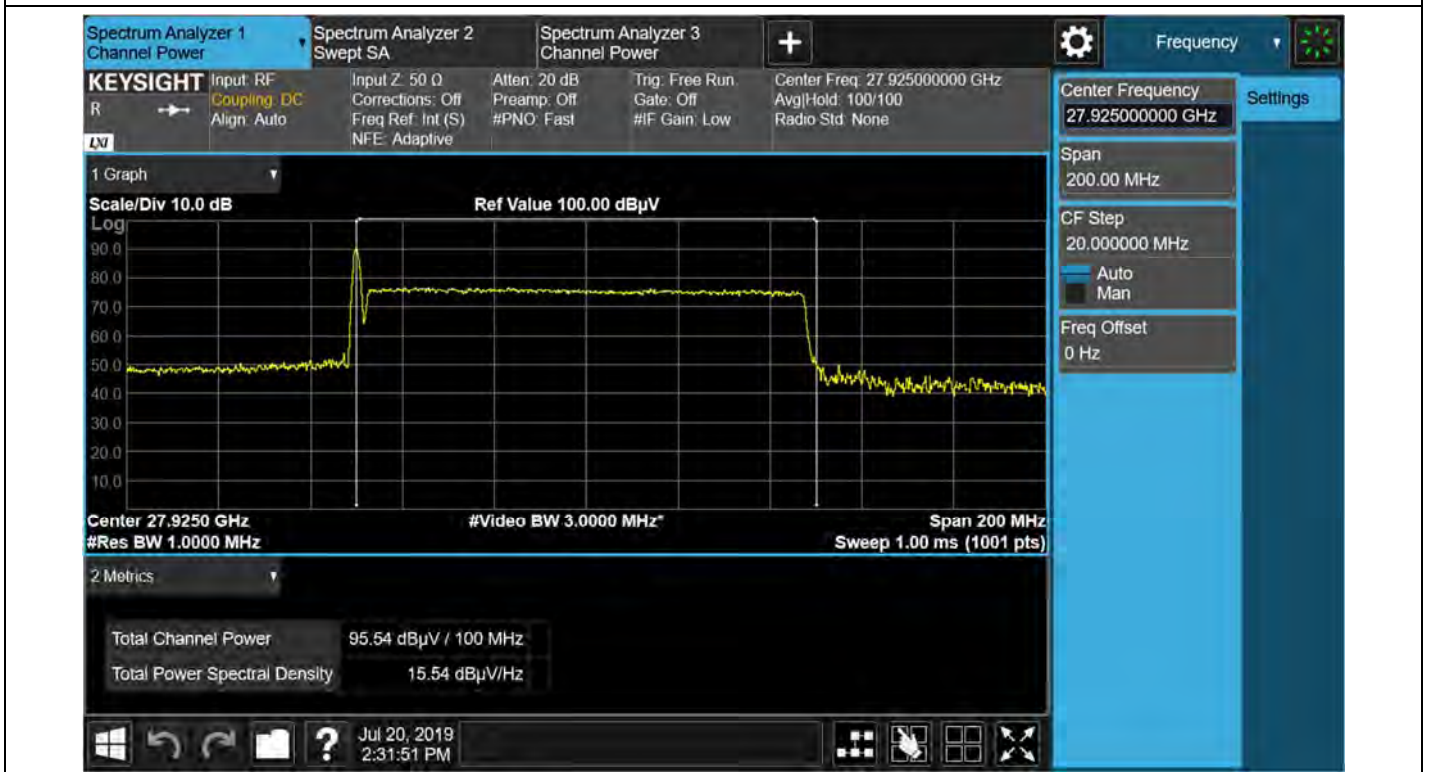 Spectrum Analyzer 1
Channel Power
Spectrum Analyzer 2
Swept SA
Spectrum Analyzer 3
Channel Power
Frequency
KEYSIGHT
R
LXI
Input: RF
Coupling: DC
Align: Auto
Input Z: 50 Ω
Corrections: Off
Freq Ref: Int (S)
NFE: Adaptive
Atten: 20 dB
Preamp: Off
#PNO: Fast
Trig: Free Run
Gate: Off
#IF Gain: Low
Center Freq: 27.925000000 GHz
Avg|Hold: 100/100
Radio Std: None
Center Frequency
27.925000000 GHz
Settings
Span
200.00 MHz
CF Step
20.000000 MHz
Auto
Man
Freq Offset
0 Hz
1 Graph
Scale/Div 10.0 dB
Ref Value 100.00 dBµV
Log
90.0
80.0
70.0
60.0
50.0
40.0
30.0
20.0
10.0
Center 27.9250 GHz
#Video BW 3.0000 MHz*
Span 200 MHz
#Res BW 1.0000 MHz
Sweep 1.00 ms (1001 pts)
2 Metrics
Total Channel Power 95.54 dBµV / 100 MHz
Total Power Spectral Density 15.54 dBµV/Hz
?
Jul 20, 2019
2:31:51 PM